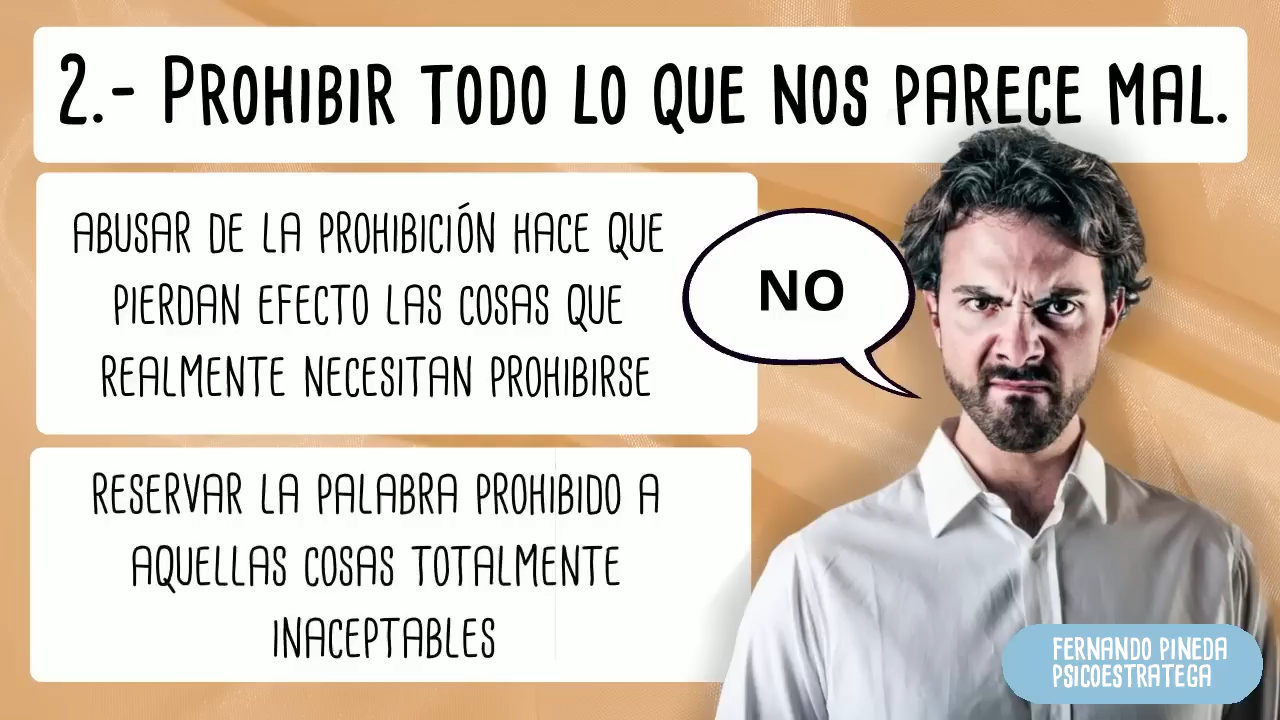 2.- PROHIBIR TODO LO QUE NOS PARECE MAL.
ABUSAR DE LA PROHIBICIÓN HACE QUE
PIERDAN EFECTO LAS COSAS QUE
REALMENTE NECESITAN PROHIBIRSE
NO
RESERVAR LA PALABRA PROHIBIDO A
AQUELLAS COSAS TOTALMENTE
INACEPTABLES
FERNANDO PINEDA
PSICOESTRATEGA